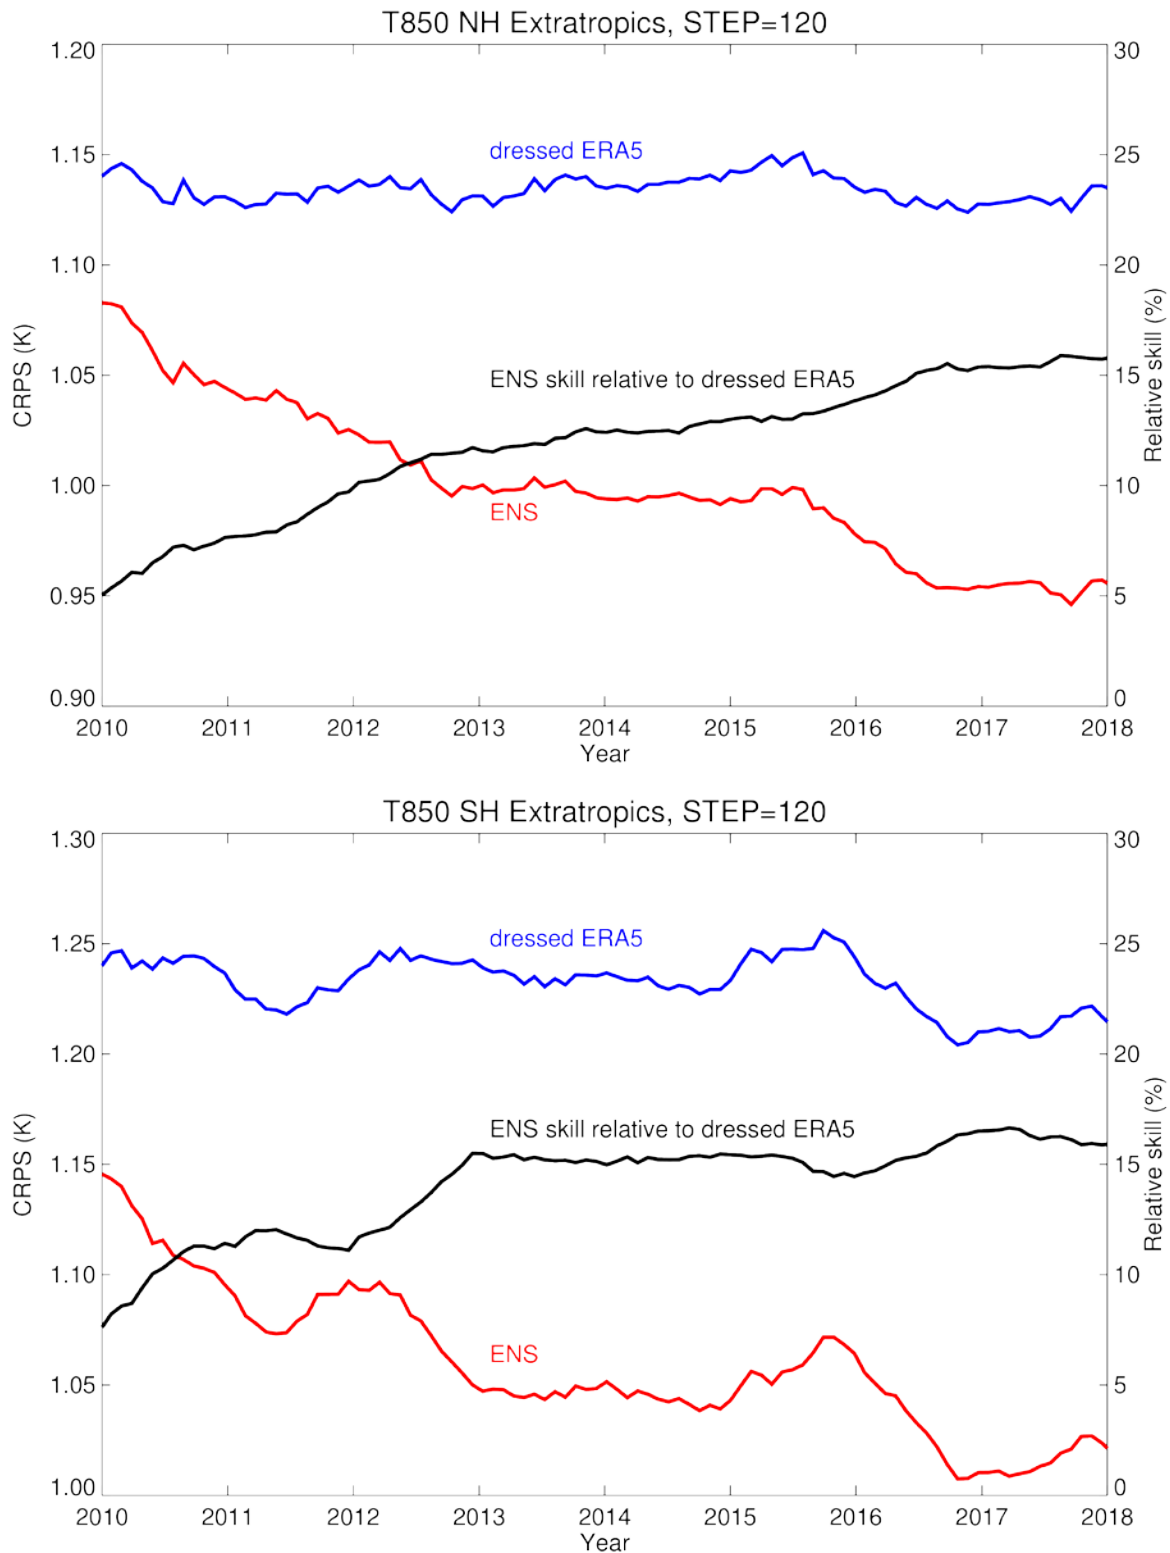 T850 NH Extratropics, STEP=120
1.20
30
dressed ERA5
1.15
25
1.10
20
CRPS (K)
Relative skill (%)
ENS skill relative to dressed ERA5
1.05
15
1.00
10
ENS
0.95
5
0.90
0
2010 2011 2012 2013 2014 2015 2016 2017 2018
Year
T850 SH Extratropics, STEP=120
1.30
30
dressed ERA5
1.25
25
1.20
20
CRPS (K)
Relative skill (%)
ENS skill relative to dressed ERA5
1.15
15
1.10
10
ENS
1.05
5
1.00
0
2010 2011 2012 2013 2014 2015 2016 2017 2018
Year